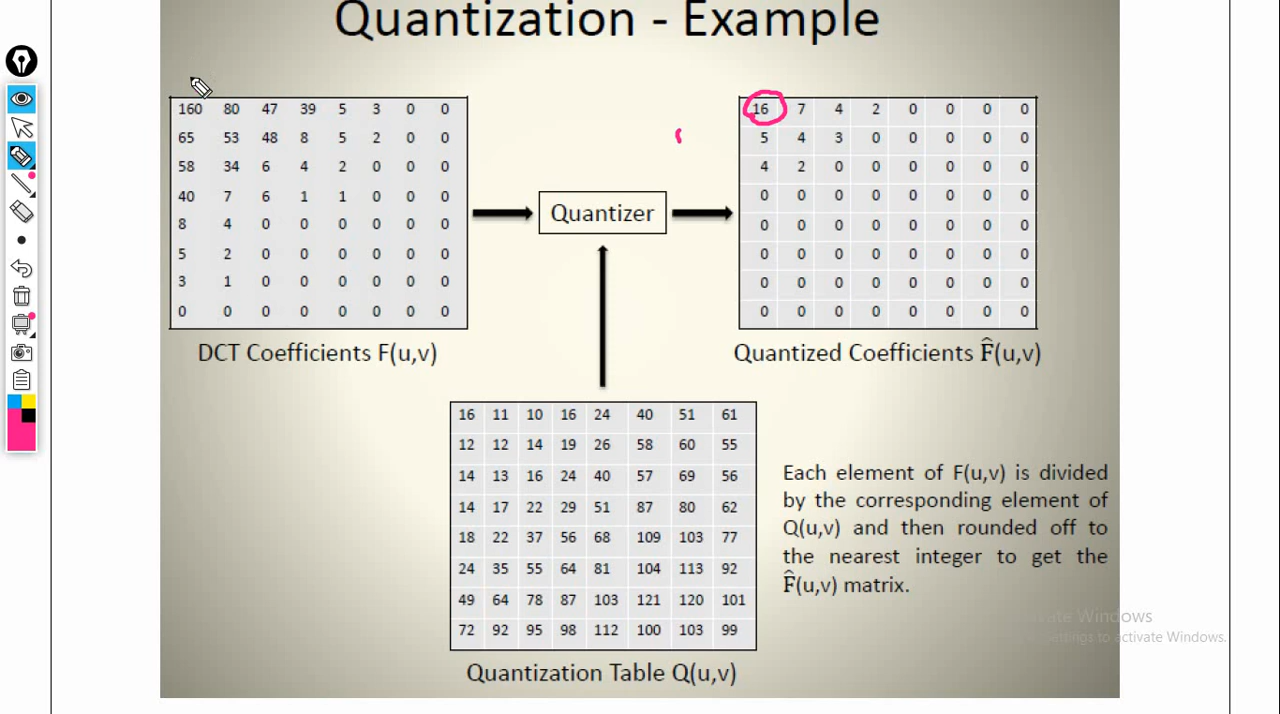 Quantization - Example
160 80 47 39 5 3 0 0
65 53 48 8 5 2 0 0
58 34 6 4 2 0 0 0
40 7 6 1 1 0 0 0
8 4 0 0 0 0 0 0
5 2 0 0 0 0 0 0
3 1 0 0 0 0 0 0
0 0 0 0 0 0 0 0
DCT Coefficients F(u,v)
Quantizer
16 7 4 2 0 0 0 0
5 4 3 0 0 0 0 0
4 2 0 0 0 0 0 0
0 0 0 0 0 0 0 0
0 0 0 0 0 0 0 0
0 0 0 0 0 0 0 0
0 0 0 0 0 0 0 0
0 0 0 0 0 0 0 0
Quantized Coefficients F̂(u,v)
16 11 10 16 24 40 51 61
12 12 14 19 26 58 60 55
14 13 16 24 40 57 69 56
14 17 22 29 51 87 80 62
18 22 37 56 68 109 103 77
24 35 55 64 81 104 113 92
49 64 78 87 103 121 120 101
72 92 95 98 112 100 103 99
Quantization Table Q(u,v)
Each element of F(u,v) is divided
by the corresponding element of
Q(u,v) and then rounded off to
the nearest integer to get the
F̂(u,v) matrix.
Windows
to activate Windows.